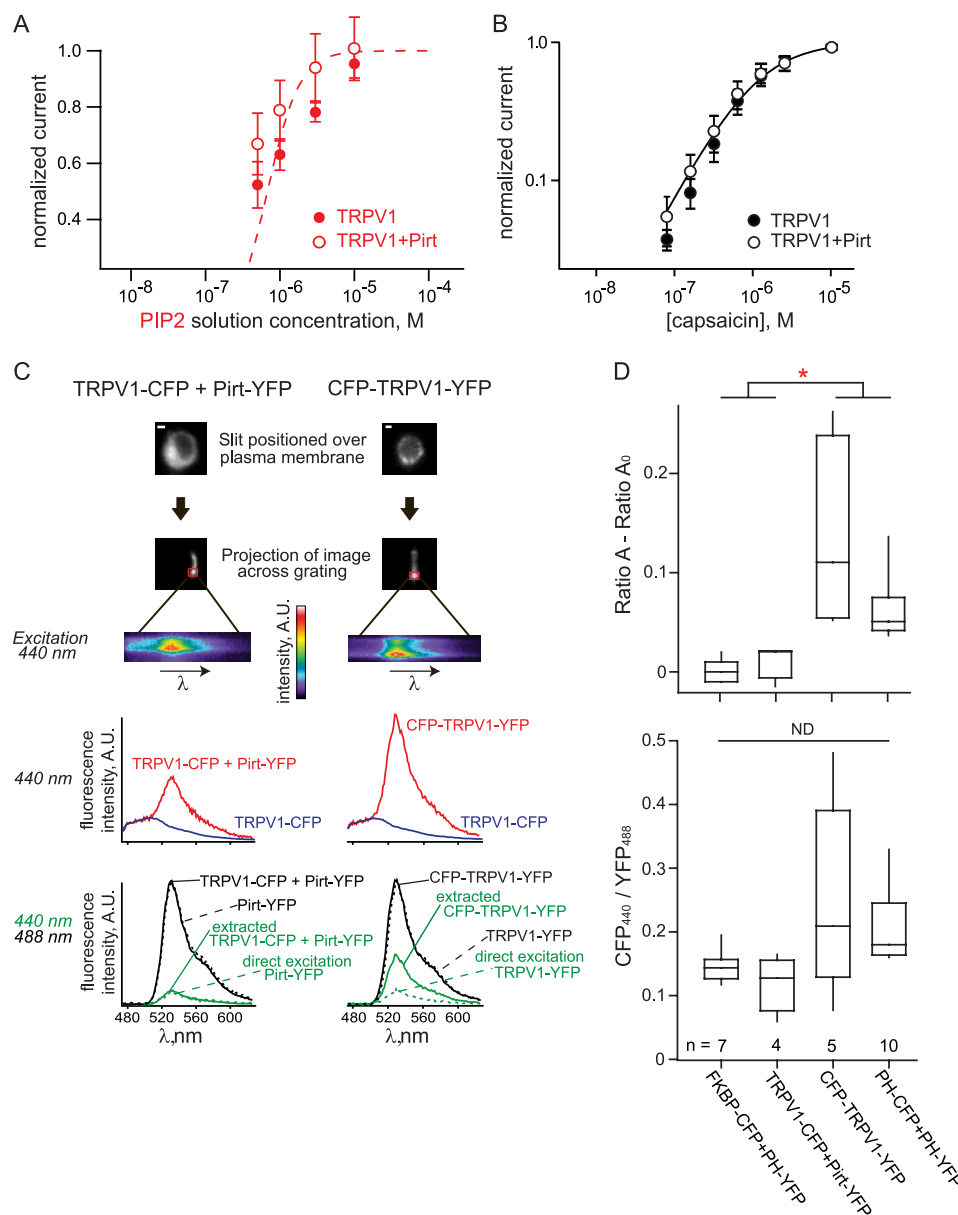 A
normalized current
1.0
0.8
0.6
0.4
TRPV1
TRPV1+Pirt
10-8
10-7
10-6
10-5
10-4
PIP2 solution concentration, M
B
normalized current
1.0
0.1
TRPV1
TRPV1+Pirt
10-8
10-7
10-6
10-5
[capsaicin], M
C
TRPV1-CFP + Pirt-YFP
CFP-TRPV1-YFP
Slit positioned over
plasma membrane
Projection of image
across grating
Excitation
440 nm
λ
intensity, A.U.
λ
440 nm
fluorescence
intensity, A.U.
TRPV1-CFP + Pirt-YFP
TRPV1-CFP
CFP-TRPV1-YFP
TRPV1-CFP
440 nm
488 nm
fluorescence
intensity, A.U.
TRPV1-CFP + Pirt-YFP
Pirt-YFP
extracted
TRPV1-CFP + Pirt-YFP
direct excitation
Pirt-YFP
480
520
560
600
λ,nm
CFP-TRPV1-YFP
extracted
CFP-TRPV1-YFP
TRPV1-YFP
direct excitation
TRPV1-YFP
480
520
560
600
λ,nm
D
*
Ratio A - Ratio A0
0.2
0.1
0
ND
CFP440 / YFP488
0.5
0.4
0.3
0.2
0.1
0
n = 7
4
5
10
FKBP-CFP+PH-YFP
TRPV1-CFP+Pirt-YFP
CFP-TRPV1-YFP
PH-CFP+PH-YFP